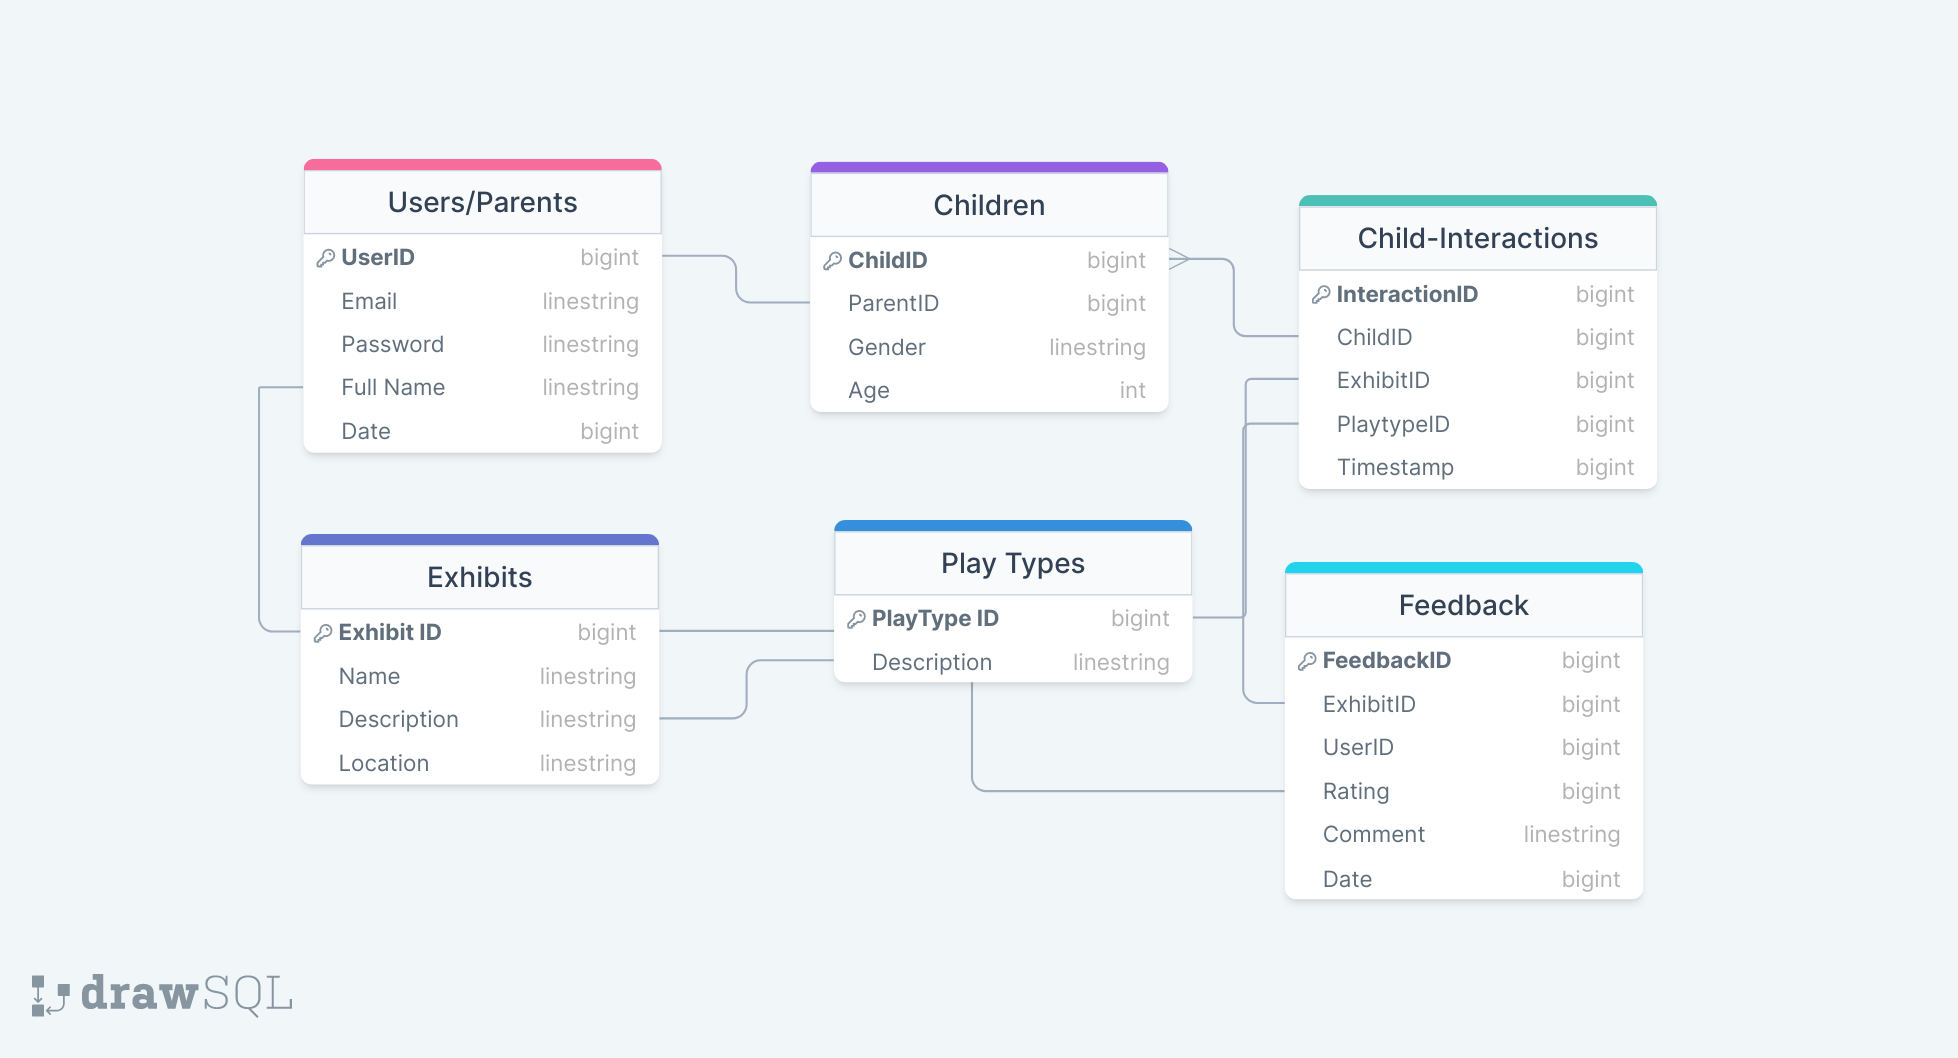 Users/Parents
UserID bigint
Email linestring
Password linestring
Full Name linestring
Date bigint
Children
ChildID bigint
ParentID bigint
Gender linestring
Age int
Child-Interactions
InteractionID bigint
ChildID bigint
ExhibitID bigint
PlaytypeID bigint
Timestamp bigint
Exhibits
Exhibit ID bigint
Name linestring
Description linestring
Location linestring
Play Types
PlayType ID bigint
Description linestring
Feedback
FeedbackID bigint
ExhibitID bigint
UserID bigint
Rating bigint
Comment linestring
Date bigint
drawSQL